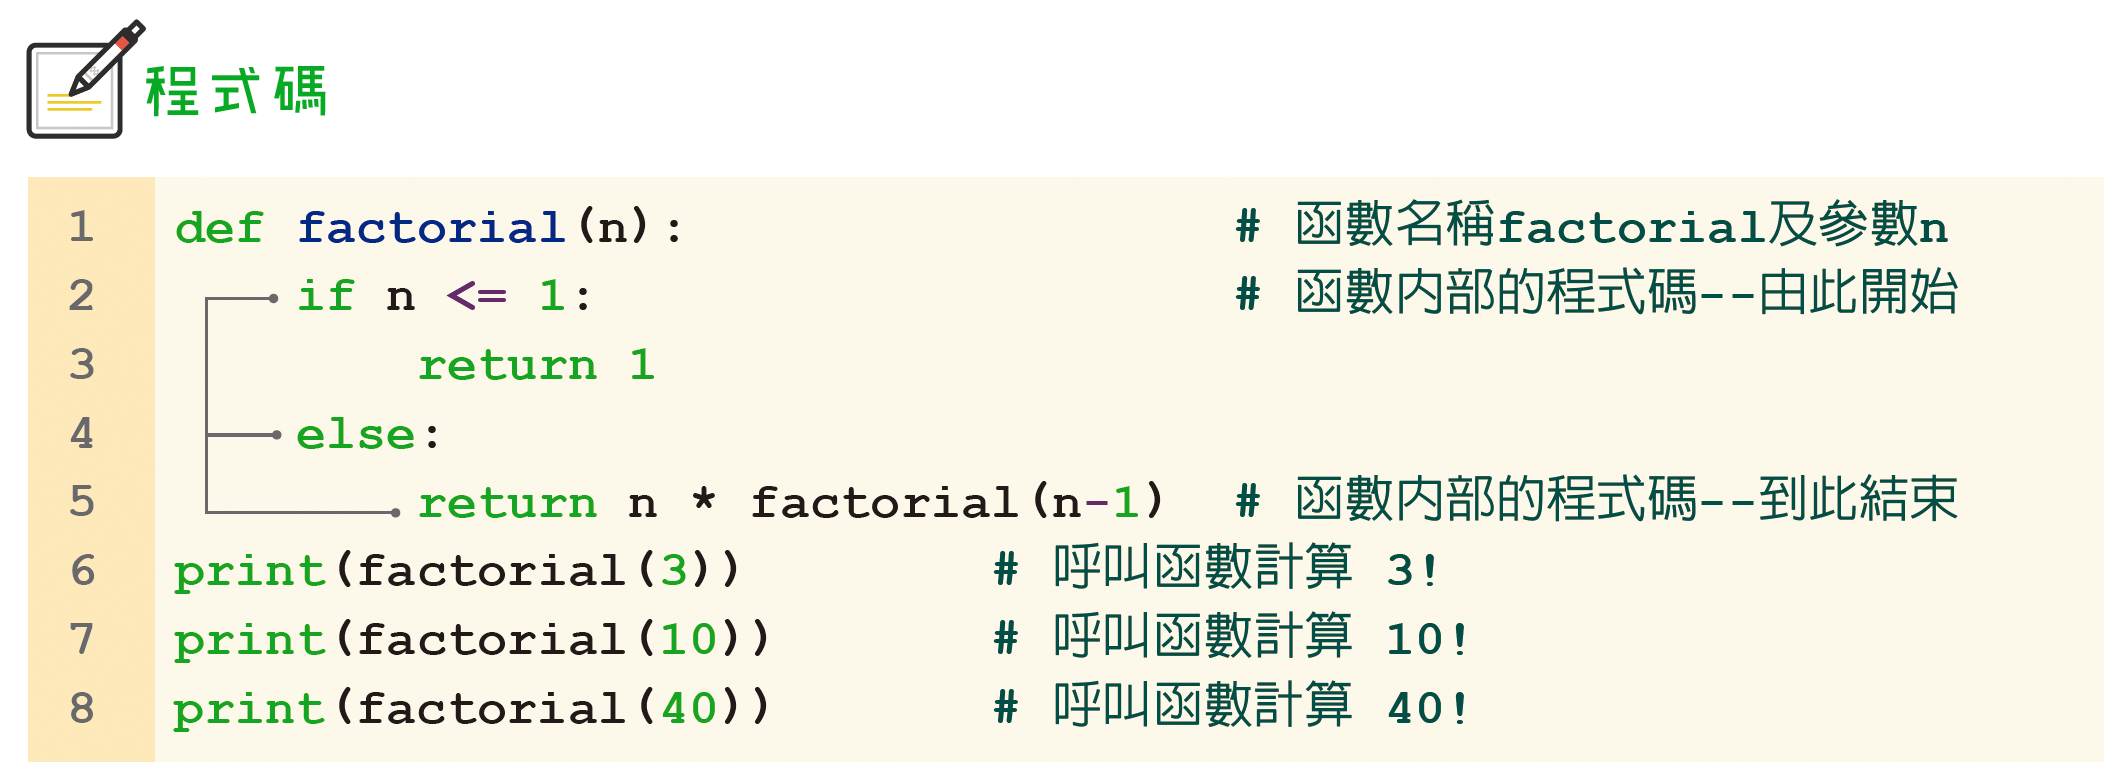 程式碼
1 def factorial(n): # 函數名稱factorial及參數n
2 if n <= 1: # 函數內部的程式碼--由此開始
3 return 1
4 else:
5 return n * factorial(n-1) # 函數內部的程式碼--到此結束
6 print(factorial(3)) # 呼叫函數計算 3!
7 print(factorial(10)) # 呼叫函數計算 10!
8 print(factorial(40)) # 呼叫函數計算 40!